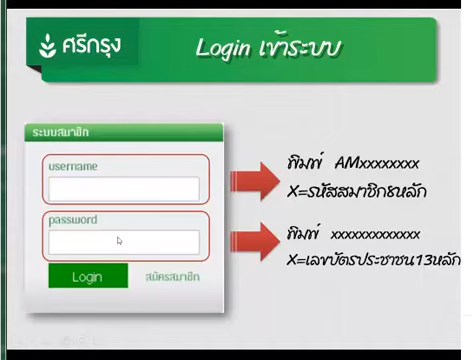 ศรีกรุง
Login เข้าระบบ
ระบบสมาชิก
username
พิมพ์ AMxxxxxxxx
X=รหัสสมาชิก8หลัก
password
พิมพ์ xxxxxxxxxxxxx
X=เลขบัตรประชาชน13หลัก
Login
สมัครสมาชิก